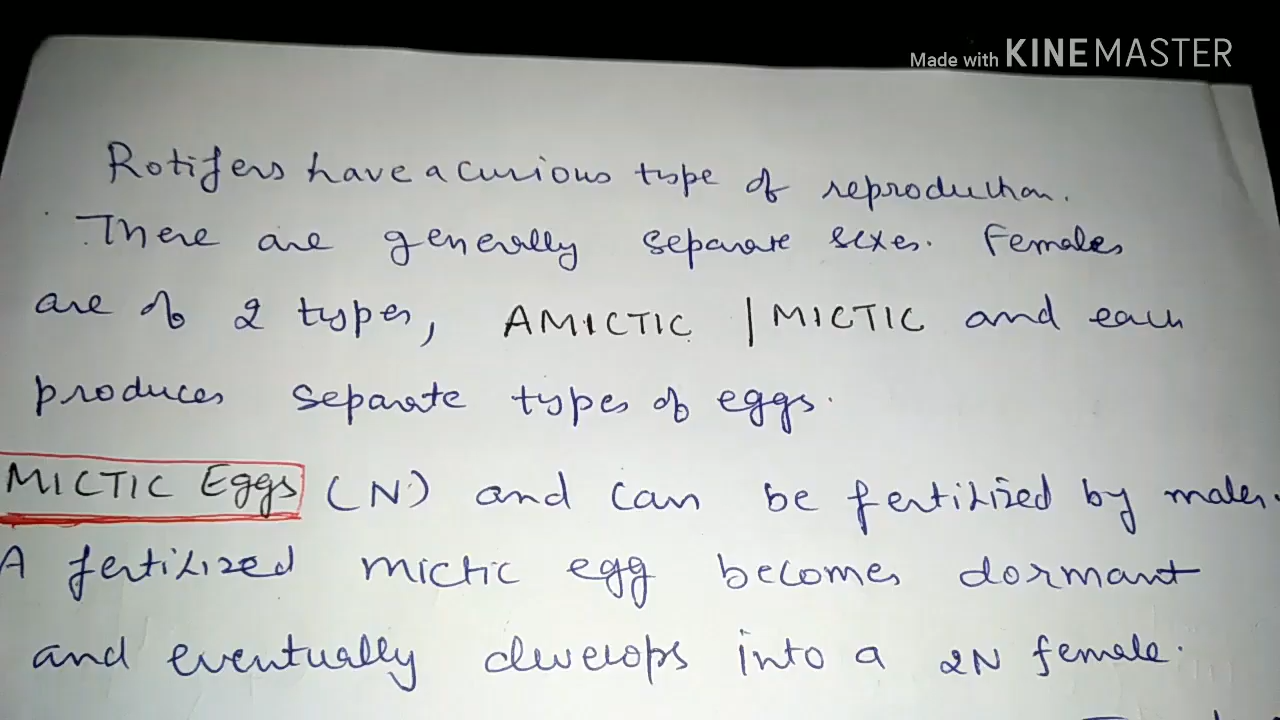 Made with KINEMASTER
Rotifers have a curious type of reproduction.
There are generally separate sexes. Females
are of 2 types, AMICTIC | MICTIC and each
produces separate types of eggs.
MICTIC Eggs (N) and can be fertilized by males.
A fertilized mictic egg becomes dormant
and eventually develops into a 2N female.